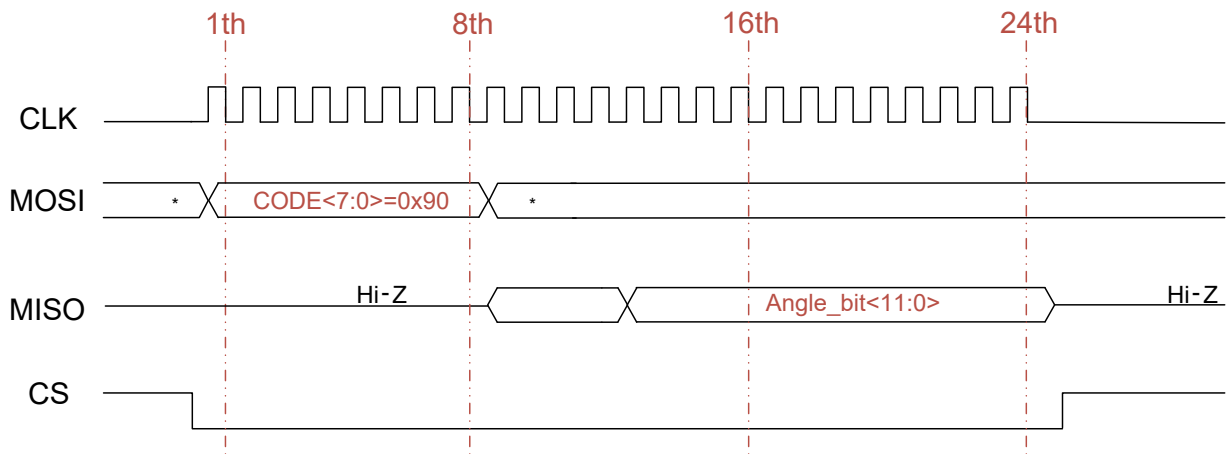 1th 8th 16th 24th
CLK
MOSI * CODE<7:0>=0x90 *
MISO Hi-Z Angle_bit<11:0> Hi-Z
CS